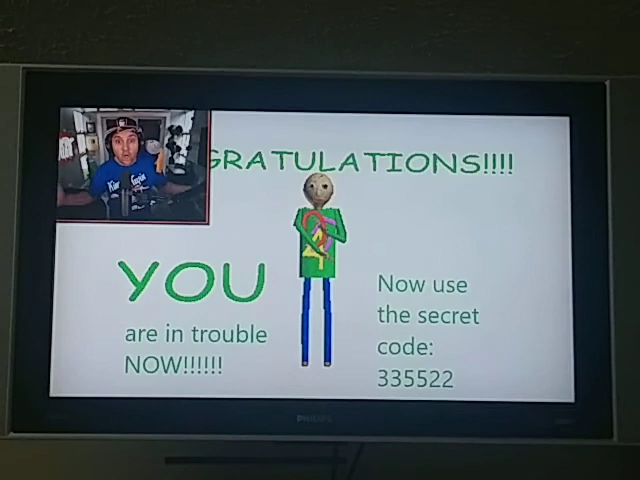 GRATULATIONS!!!!
YOU
are in trouble
NOW!!!!!!
Now use
the secret
code:
335522
PHILIPS